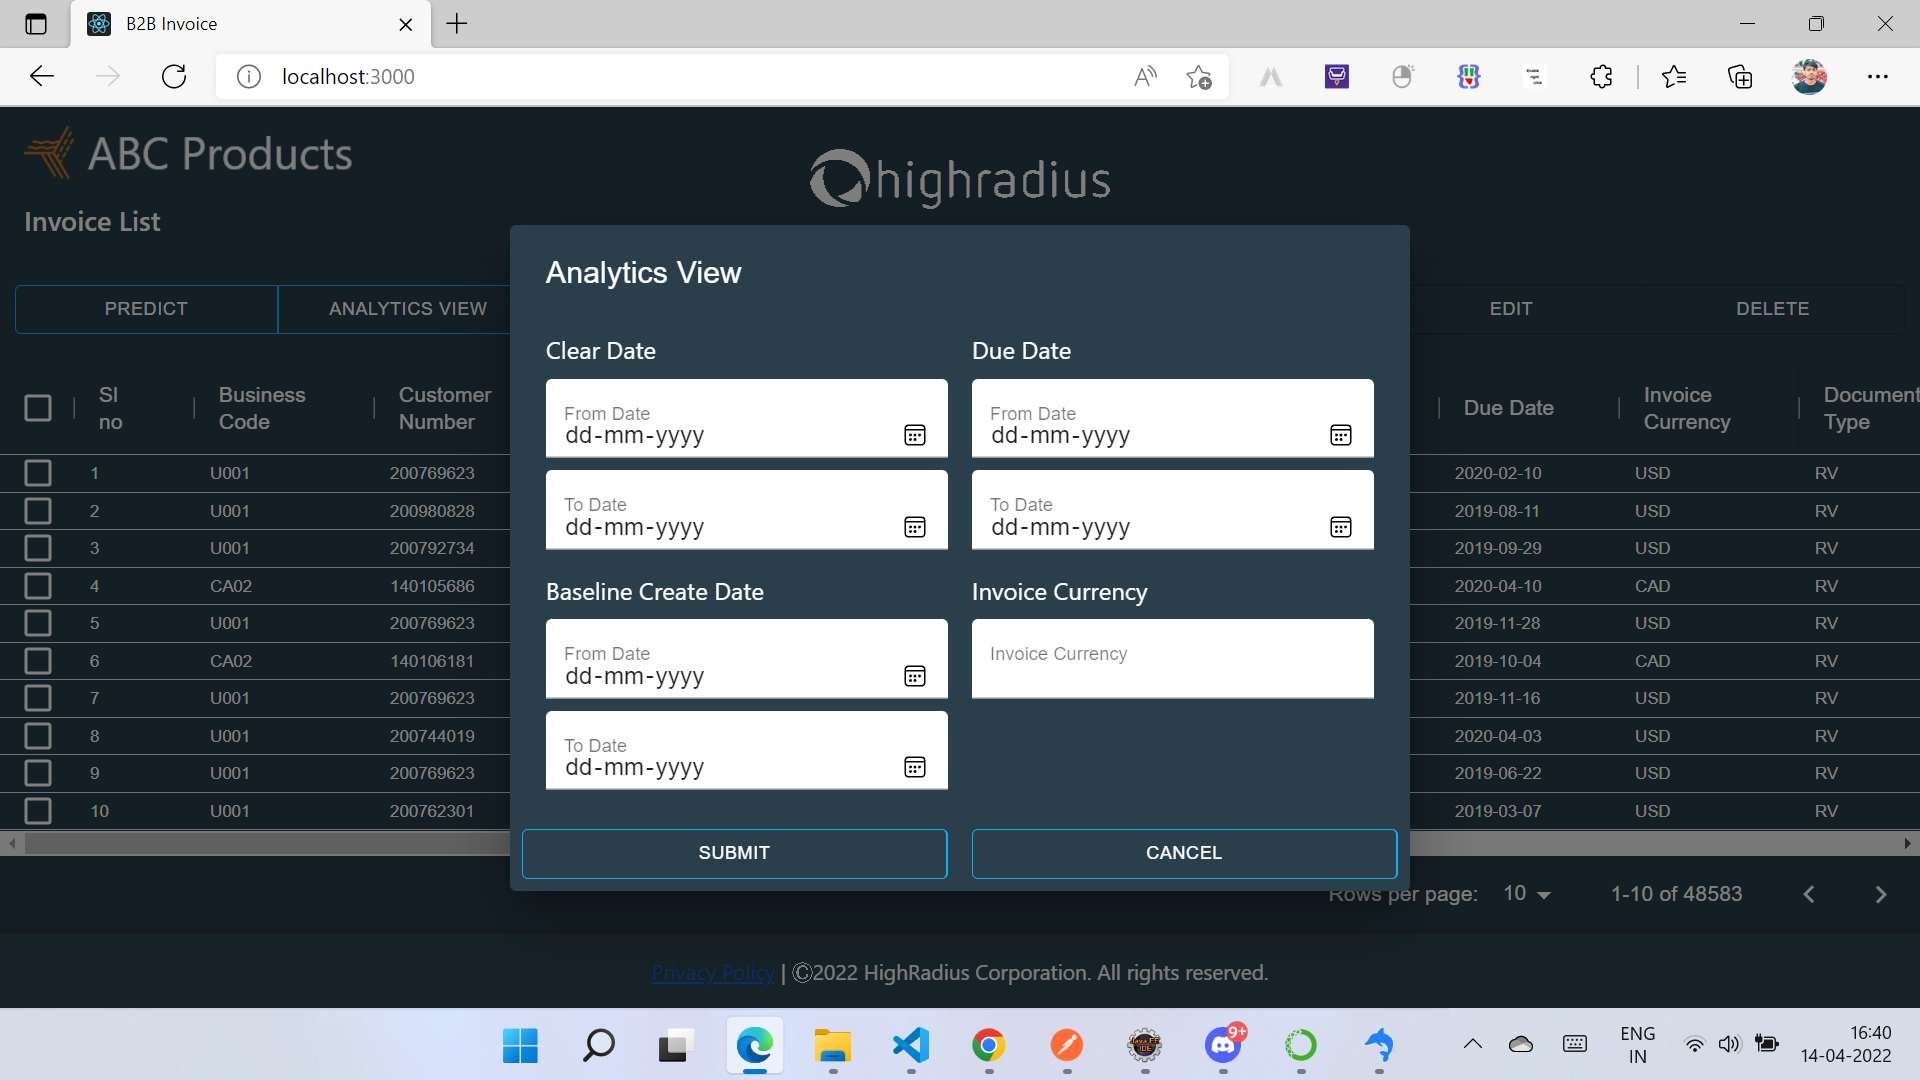 B2B Invoice
localhost:3000
ABC Products
highradius
Invoice List
PREDICT
ANALYTICS VIEW
EDIT
DELETE
Sl no
Business Code
Customer Number
Due Date
Invoice Currency
Document Type
1 U001 200769623 2020-02-10 USD RV
2 U001 200980828 2019-08-11 USD RV
3 U001 200792734 2019-09-29 USD RV
4 CA02 140105686 2020-04-10 CAD RV
5 U001 200769623 2019-11-28 USD RV
6 CA02 140106181 2019-10-04 CAD RV
7 U001 200769623 2019-11-16 USD RV
8 U001 200744019 2020-04-03 USD RV
9 U001 200769623 2019-06-22 USD RV
10 U001 200762301 2019-03-07 USD RV
Analytics View
Clear Date
From Date
dd-mm-yyyy
To Date
dd-mm-yyyy
Due Date
From Date
dd-mm-yyyy
To Date
dd-mm-yyyy
Baseline Create Date
From Date
dd-mm-yyyy
To Date
dd-mm-yyyy
Invoice Currency
Invoice Currency
SUBMIT
CANCEL
Rows per page: 10
1-10 of 48583
Privacy Policy | ©2022 HighRadius Corporation. All rights reserved.
9+
ENG
IN
16:40
14-04-2022